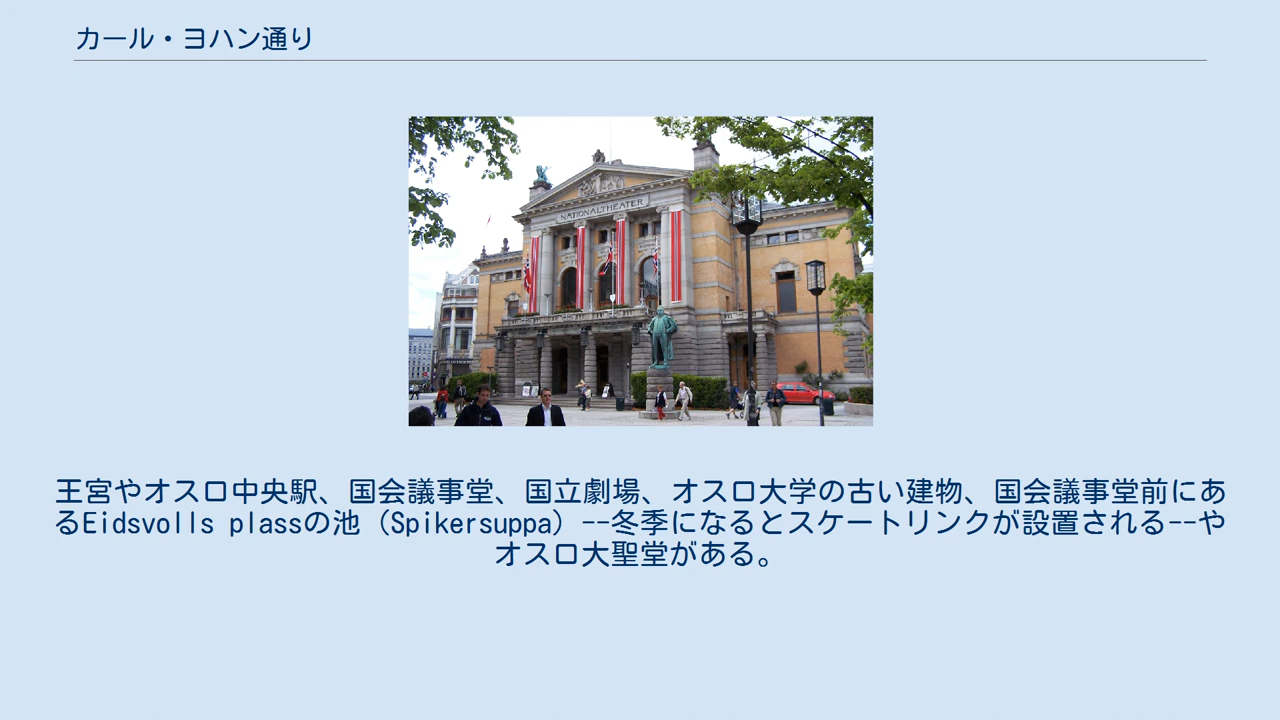 カール・ヨハン通り
NATIONALTHEATER
王宮やオスロ中央駅、国会議事堂、国立劇場、オスロ大学の古い建物、国会議事堂前にあ
るEidsvolls plassの池（Spikersuppa）--冬季になるとスケートリンクが設置される--や
オスロ大聖堂がある。